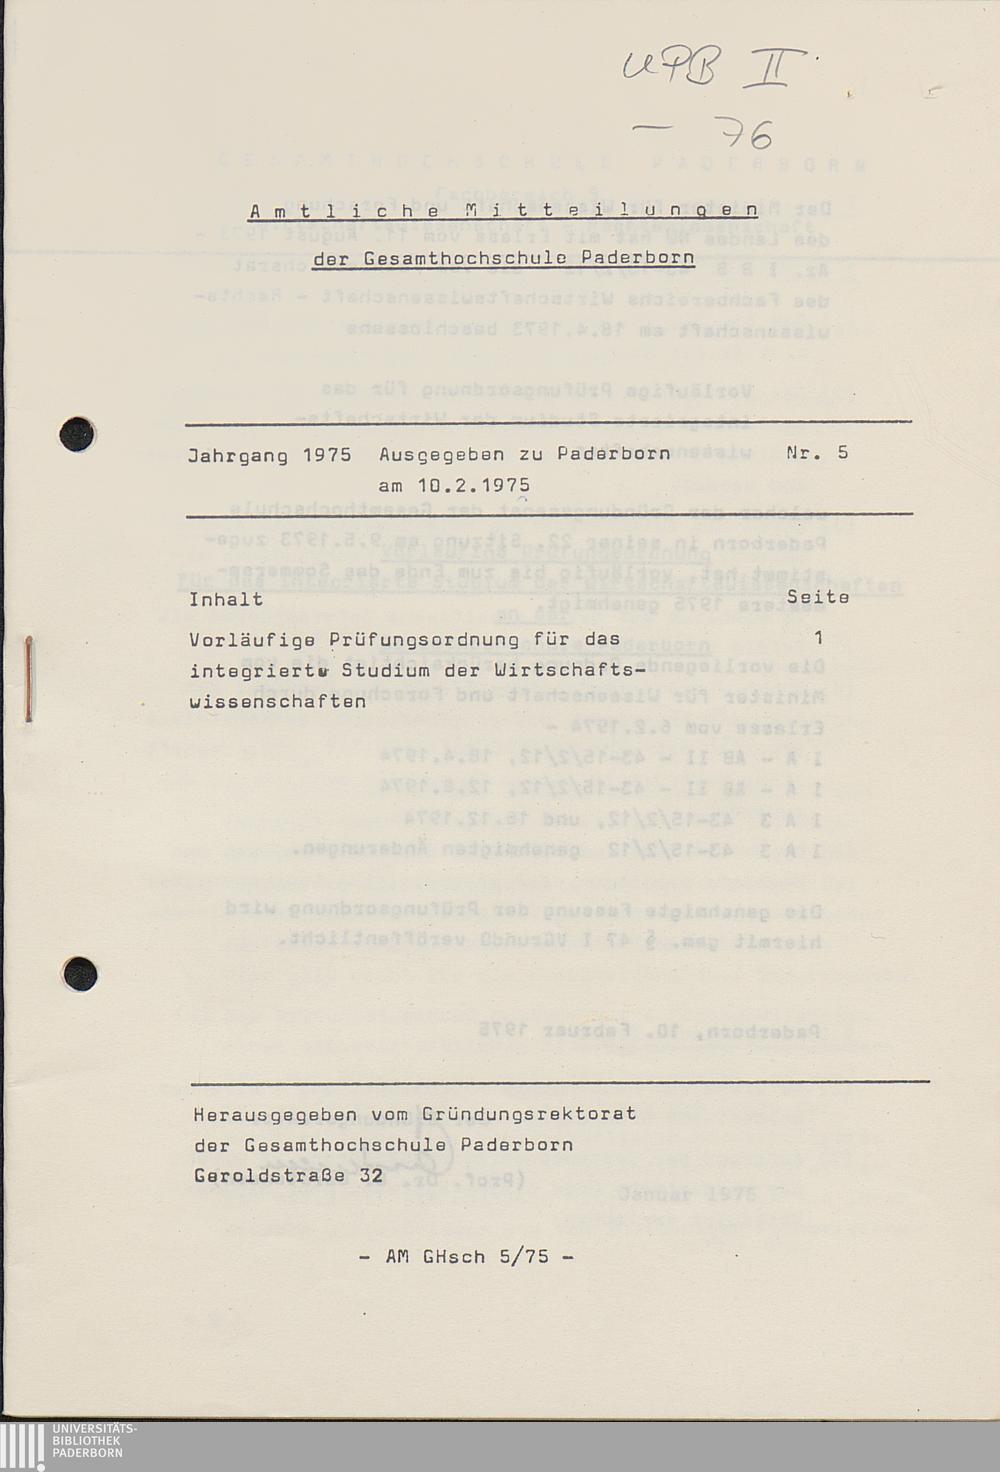 UPB II
- 76
Amtliche Mitteilungen
der Gesamthochschule Paderborn
Jahrgang 1975 Ausgegeben zu Paderborn Nr. 5
am 10.2.1975
Inhalt Seite
Vorläufige Prüfungsordnung für das 1
integrierte Studium der Wirtschafts-
wissenschaften
Herausgegeben vom Gründungsrektorat
der Gesamthochschule Paderborn
Geroldstraße 32
- AM GHsch 5/75 -
UNIVERSITÄTS-
BIBLIOTHEK
PADERBORN